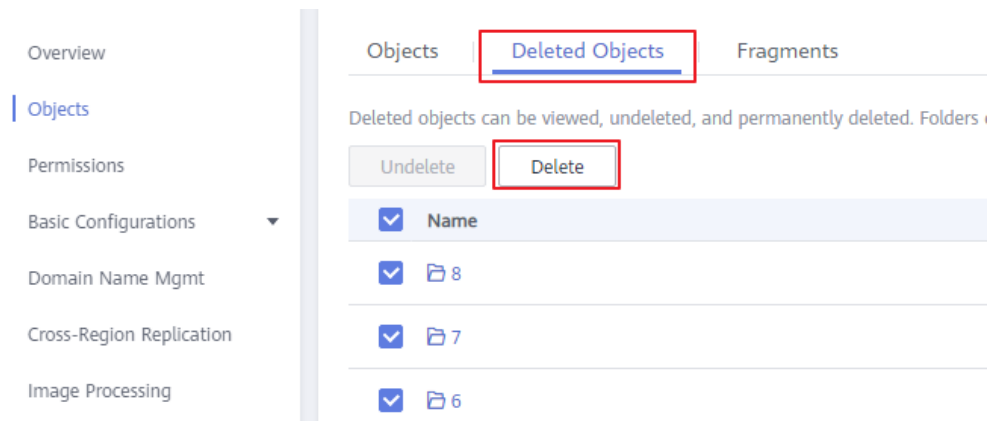 Overview
Objects
Permissions
Basic Configurations
Domain Name Mgmt
Cross-Region Replication
Image Processing
Objects Deleted Objects Fragments
Deleted objects can be viewed, undeleted, and permanently deleted. Folders
Undelete Delete
Name
8
7
6